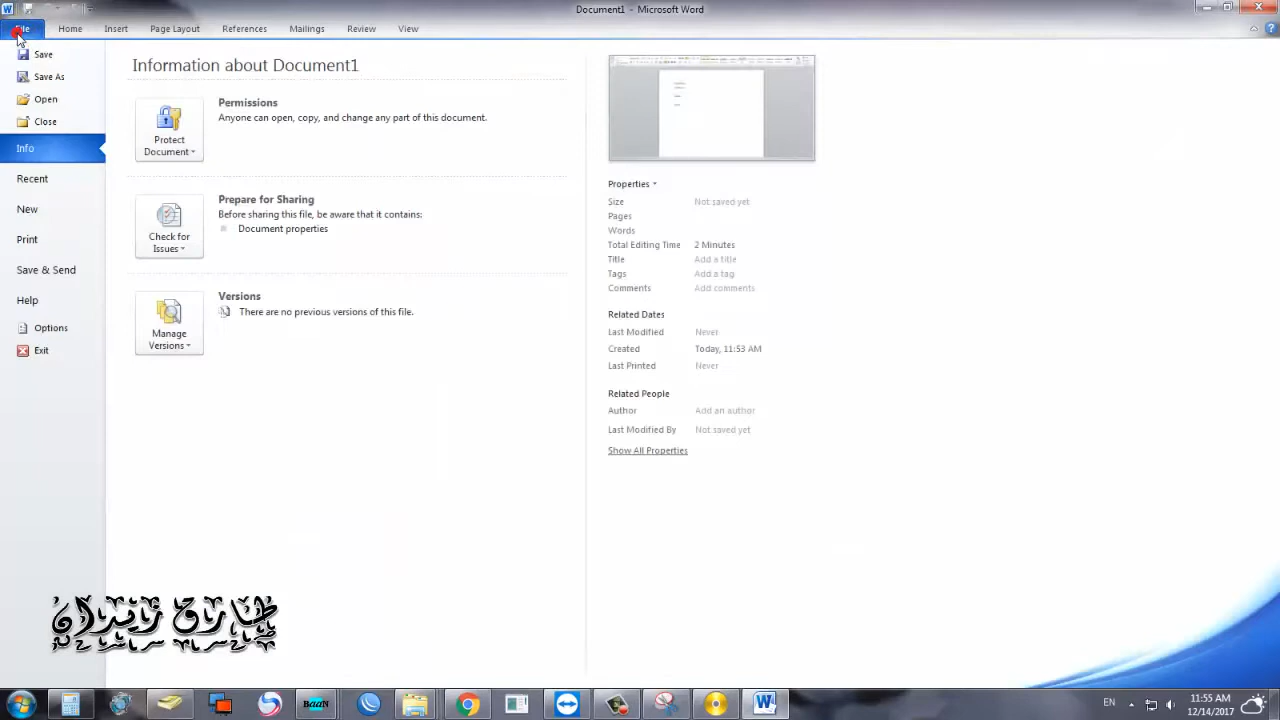 Document1 - Microsoft Word
File Home Insert Page Layout References Mailings Review View
Save
Save As
Open
Close
Info
Recent
New
Print
Save & Send
Help
Options
Exit
Information about Document1
Protect Document
Permissions
Anyone can open, copy, and change any part of this document.
Check for Issues
Prepare for Sharing
Before sharing this file, be aware that it contains:
Document properties
Manage Versions
Versions
There are no previous versions of this file.
Properties
Size Not saved yet
Pages
Words
Total Editing Time 2 Minutes
Title Add a title
Tags Add a tag
Comments Add comments
Related Dates
Last Modified Never
Created Today, 11:53 AM
Last Printed Never
Related People
Author Add an author
Last Modified By Not saved yet
Show All Properties
طارق زيدان
BaaN
EN
11:55 AM
12/14/2017